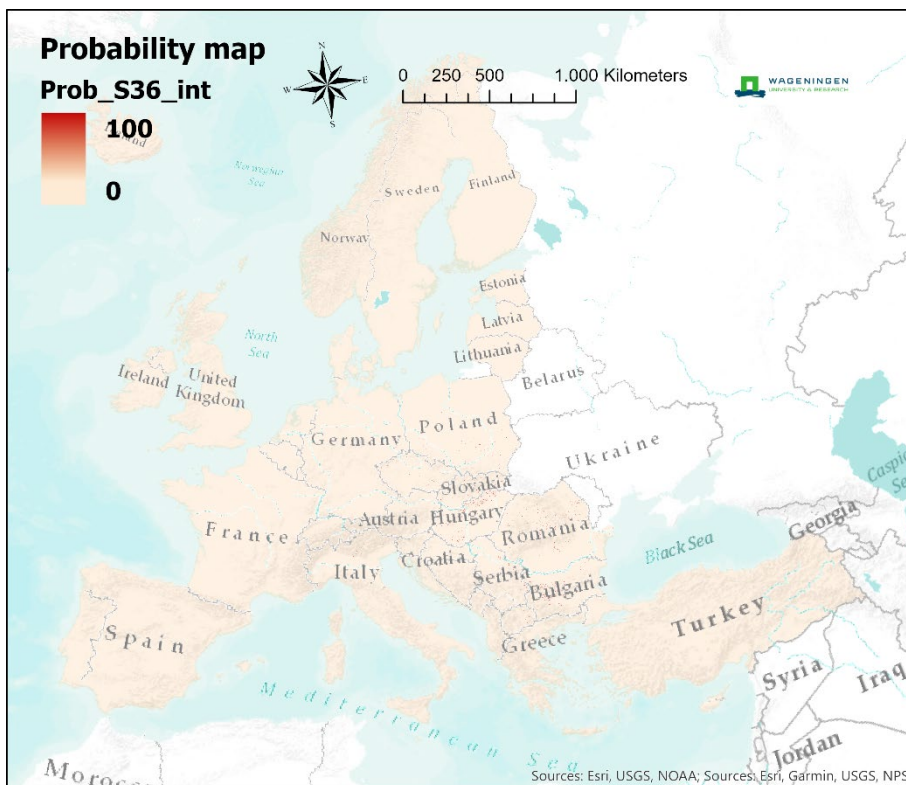 Probability map
Prob_S36_int
100
0
N
W
E
S
0 250 500 1.000 Kilometers
WAGENINGEN
UNIVERSITY & RESEARCH
Norwegian
Sea
Sweden
Finland
Norway
Estonia
Latvia
Lithuania
North
Sea
Ireland
United
Kingdom
Belarus
Poland
Germany
Ukraine
Slovakia
Austria
Hungary
France
Romania
Croatia
Italy
Serbia
Bulgaria
Black Sea
Georgia
Caspi
Se
Spain
Greece
Turkey
Syria
Iraq
Mediterranean Sea
Jordan
Moroc
Sources: Esri, USGS, NOAA; Sources: Esri, Garmin, USGS, NPS